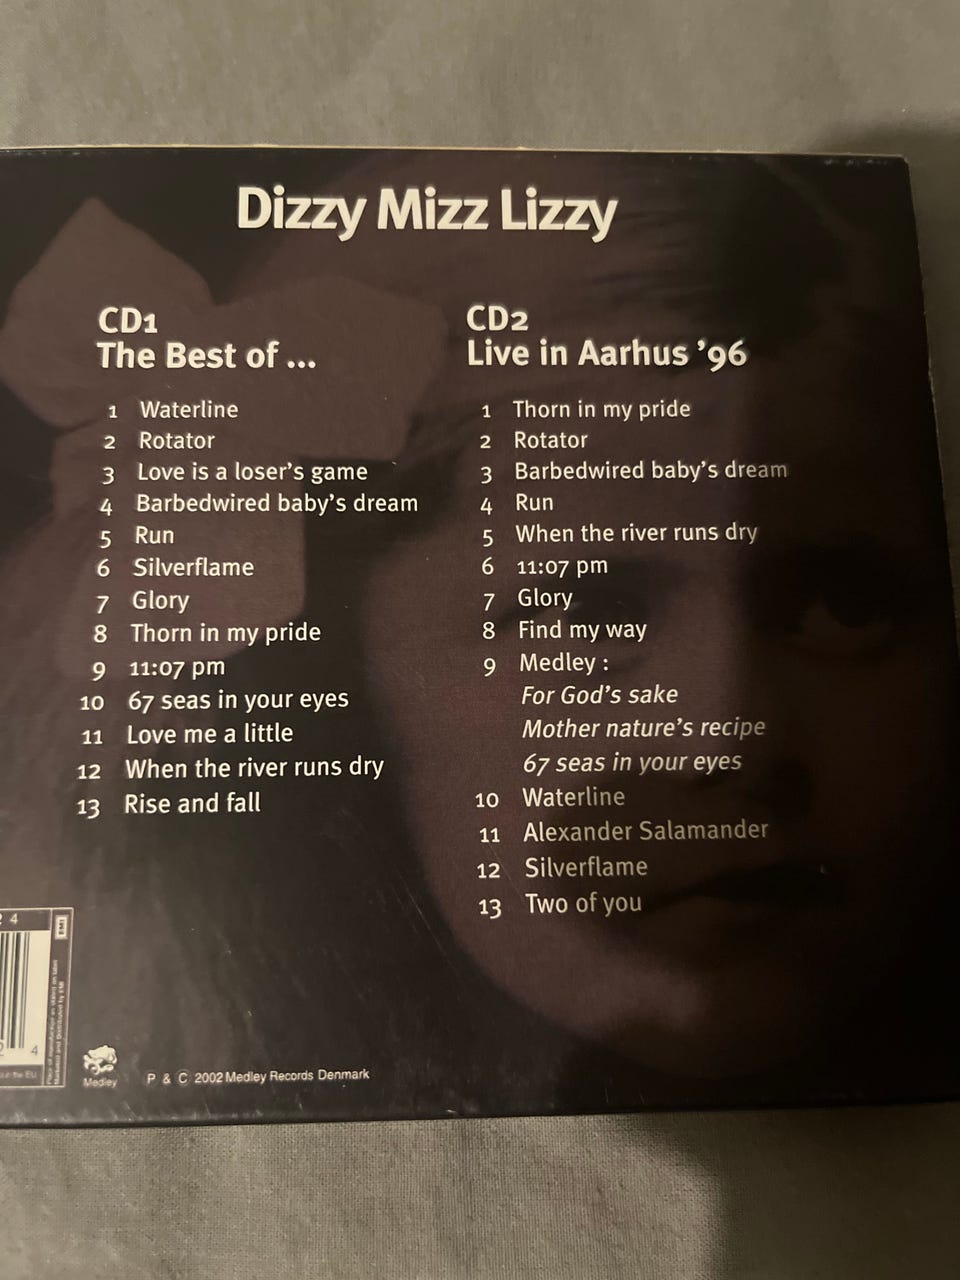 Dizzy Mizz Lizzy
CD1
The Best of ...
1 Waterline
2 Rotator
3 Love is a loser's game
4 Barbedwired baby's dream
5 Run
6 Silverflame
7 Glory
8 Thorn in my pride
9 11:07 pm
10 67 seas in your eyes
11 Love me a little
12 When the river runs dry
13 Rise and fall
CD2
Live in Aarhus '96
1 Thorn in my pride
2 Rotator
3 Barbedwired baby's dream
4 Run
5 When the river runs dry
6 11:07 pm
7 Glory
8 Find my way
9 Medley :
For God's sake
Mother nature's recipe
67 seas in your eyes
10 Waterline
11 Alexander Salamander
12 Silverflame
13 Two of you
2 4
EMI
2 4
Medley
P & C 2002 Medley Records Denmark